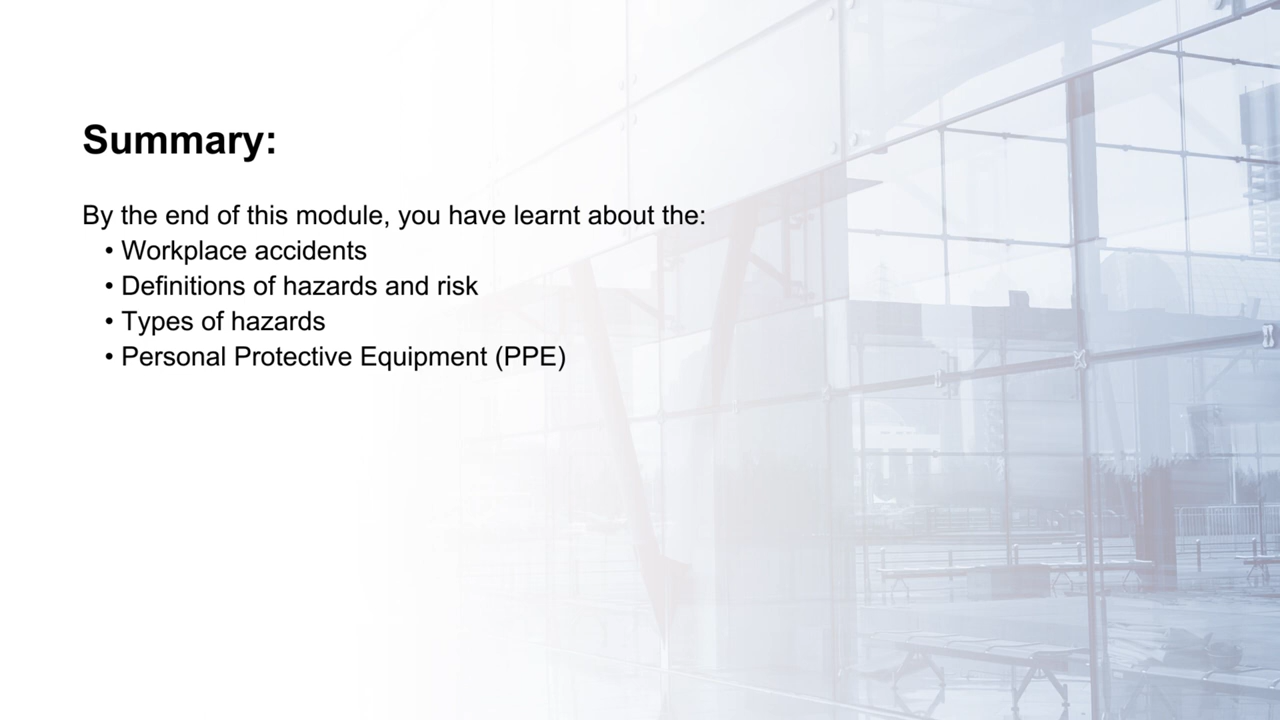 Summary:
By the end of this module, you have learnt about the:
• Workplace accidents
• Definitions of hazards and risk
• Types of hazards
• Personal Protective Equipment (PPE)